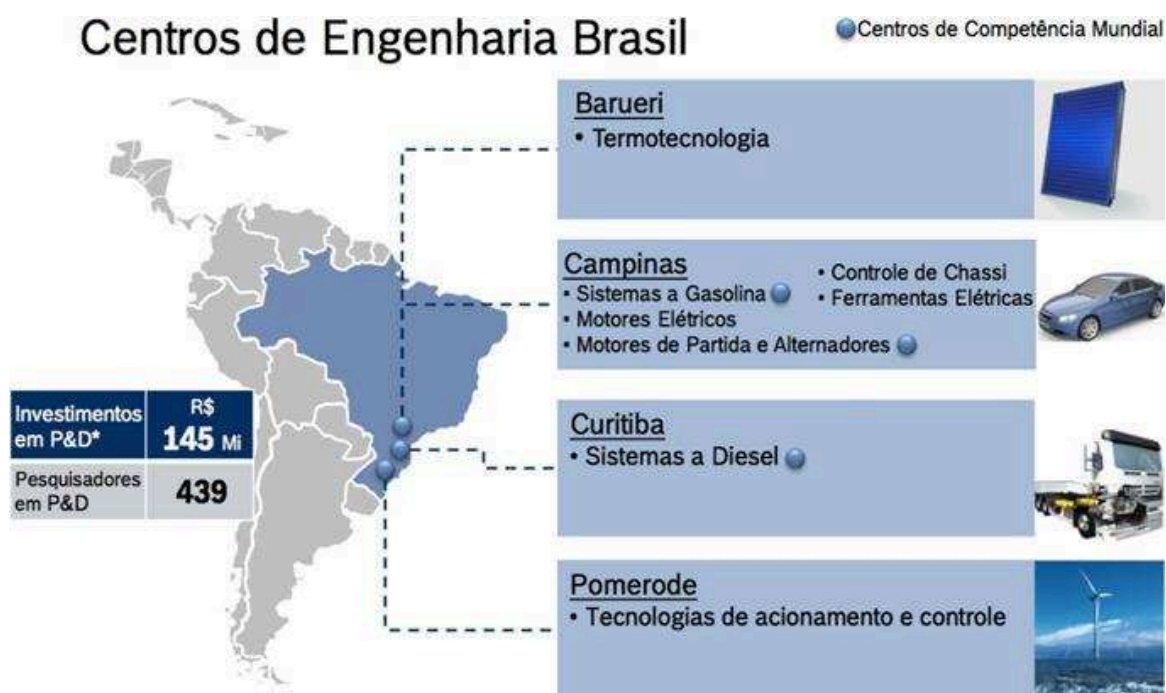 Centros de Engenharia Brasil
Centros de Competência Mundial
Barueri
• Termotecnologia
Campinas
• Sistemas a Gasolina
• Motores Elétricos
• Motores de Partida e Alternadores
• Controle de Chassi
• Ferramentas Elétricas
Investimentos
em P&D*
R$
145 Mi
Pesquisadores
em P&D
439
Curitiba
• Sistemas a Diesel
Pomerode
• Tecnologias de acionamento e controle